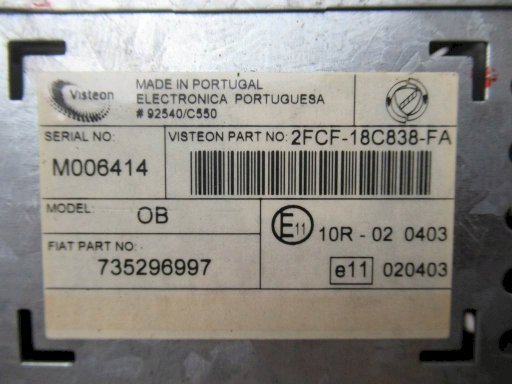 Visteon
MADE IN PORTUGAL
ELECTRONICA PORTUGUESA
# 92540/C550
SERIAL NO:
M006414
VISTEON PART NO: 2FCF-18C838-FA
MODEL: OB
FIAT PART NO:
735296997
E11 10R - 02 0403
e11 020403